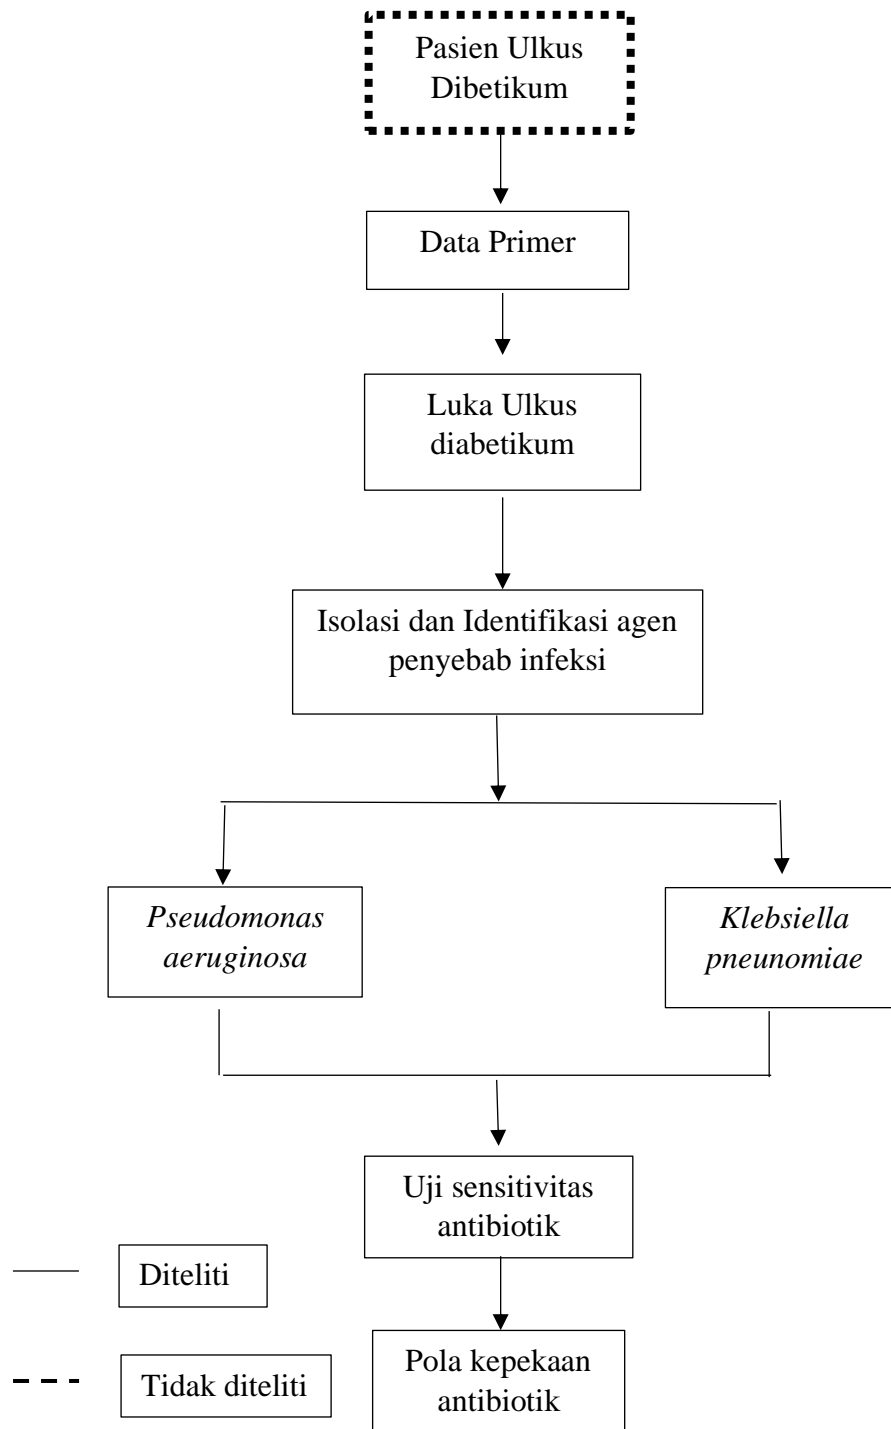 Pasien Ulkus
Dibetikum
Data Primer
Luka Ulkus
diabetikum
Isolasi dan Identifikasi agen
penyebab infeksi
Pseudomonas
aeruginosa
Klebsiella
pneunomiae
Uji sensitivitas
antibiotik
Diteliti
Pola kepekaan
antibiotik
Tidak diteliti